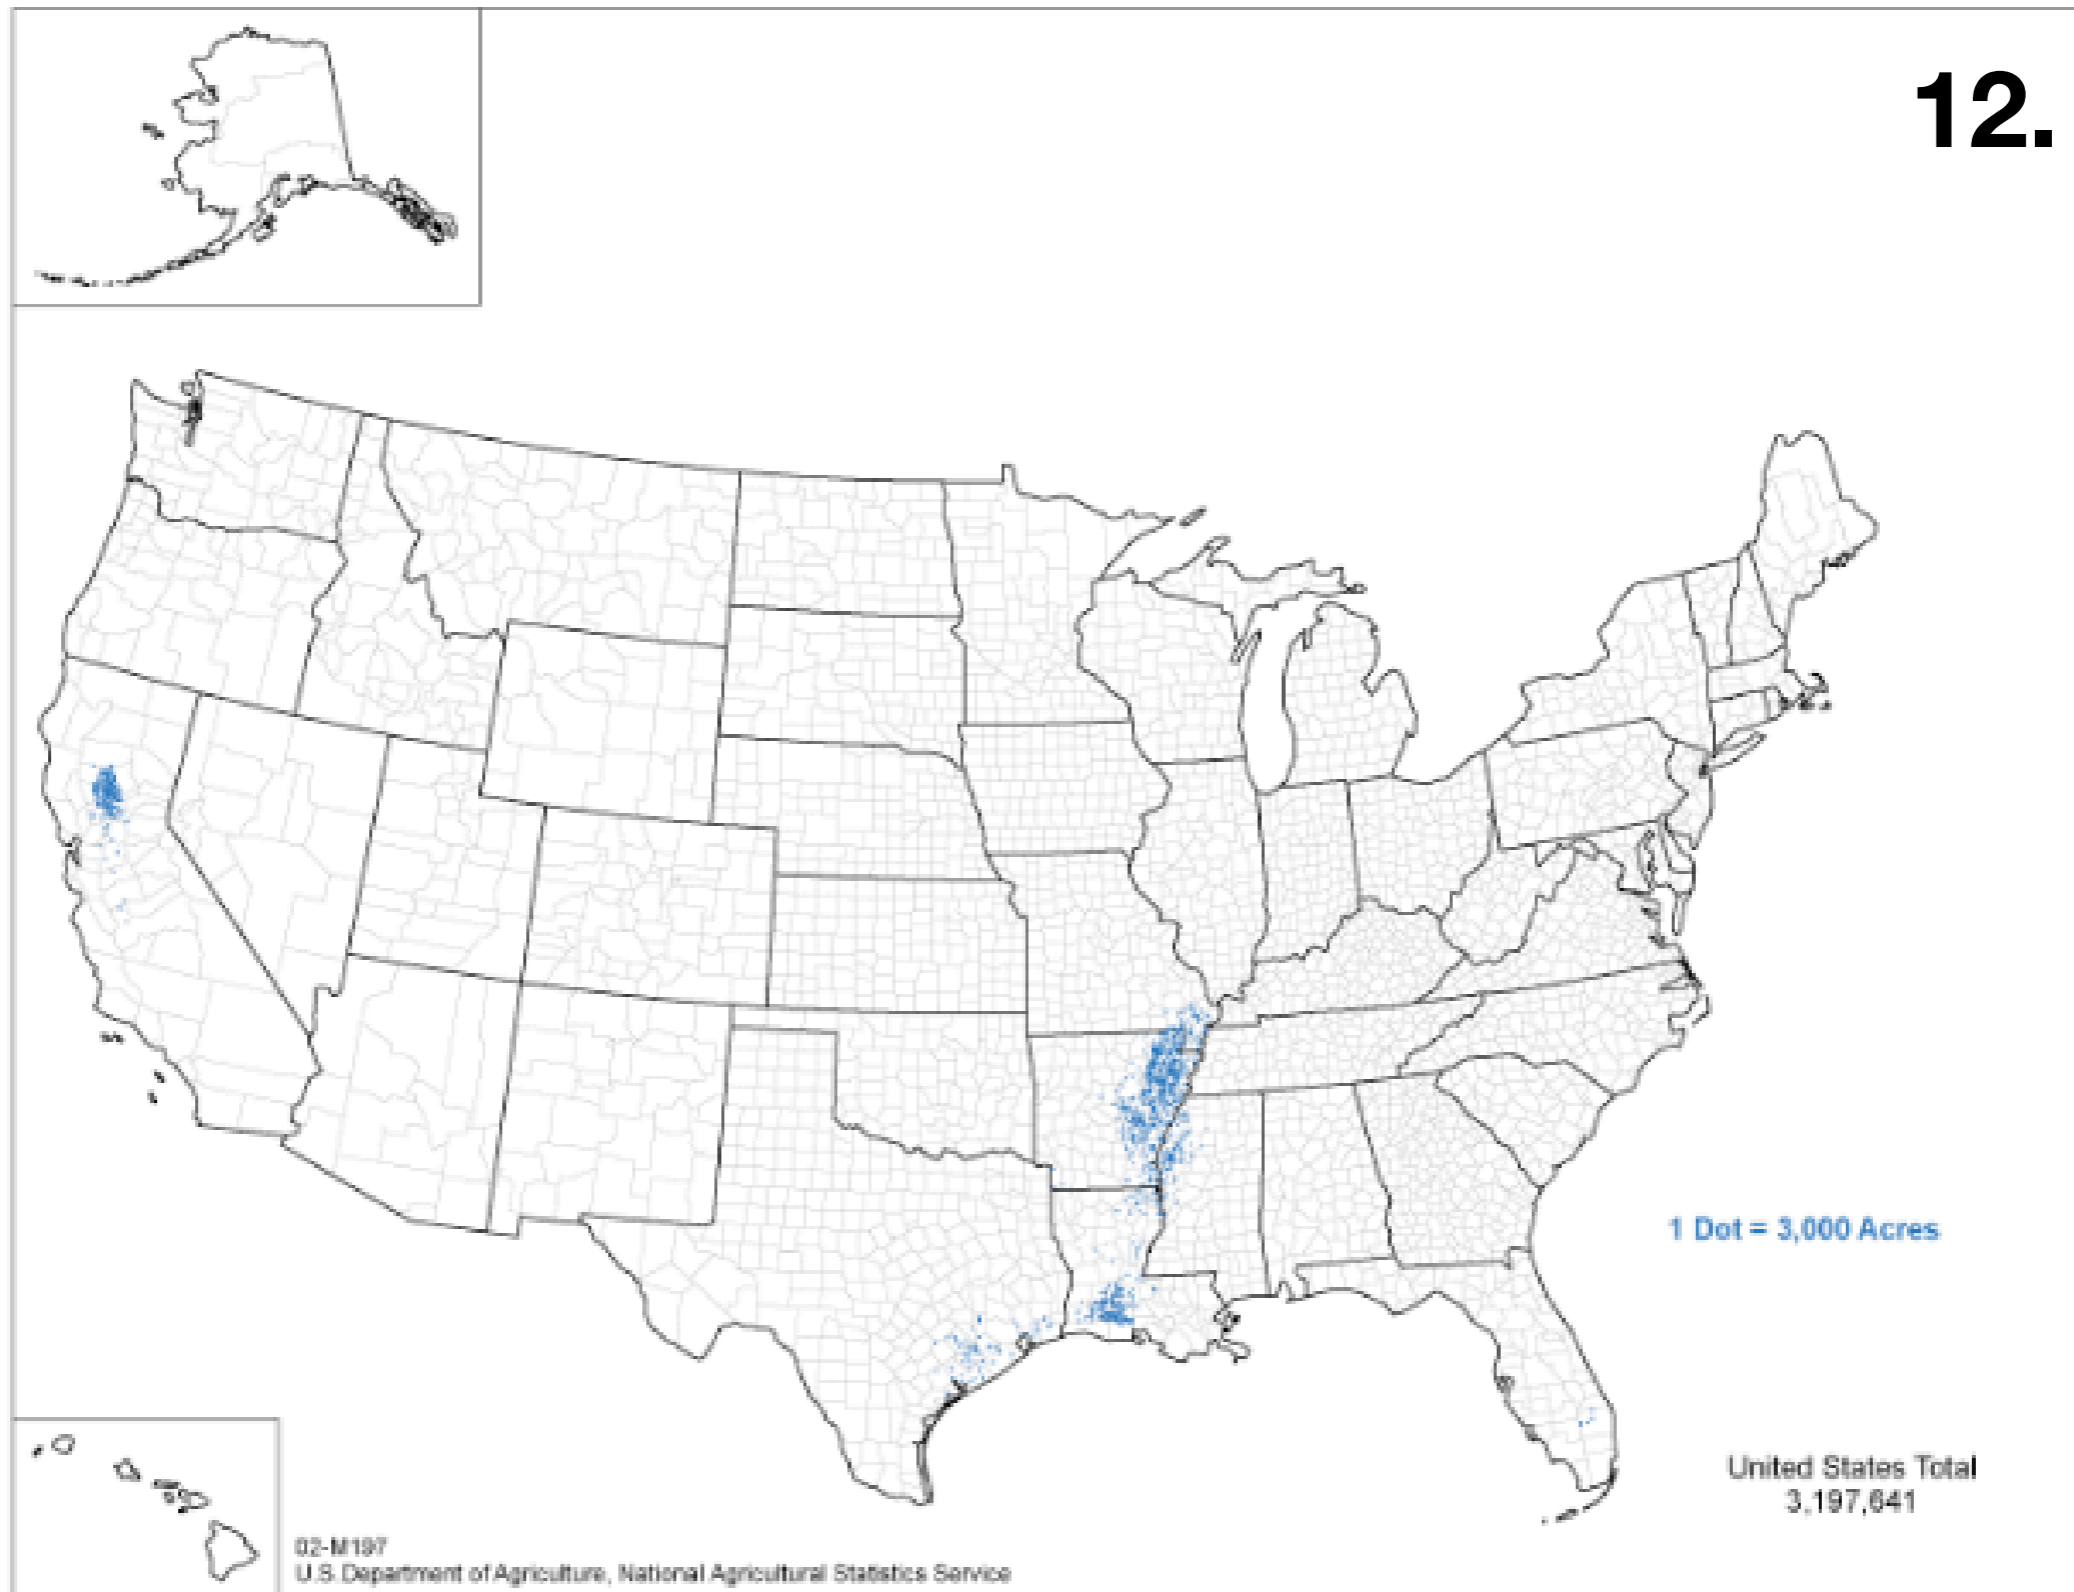 12.
1 Dot = 3,000 Acres
United States Total
3,197,641
02-M197
U.S. Department of Agriculture, National Agricultural Statistics Service